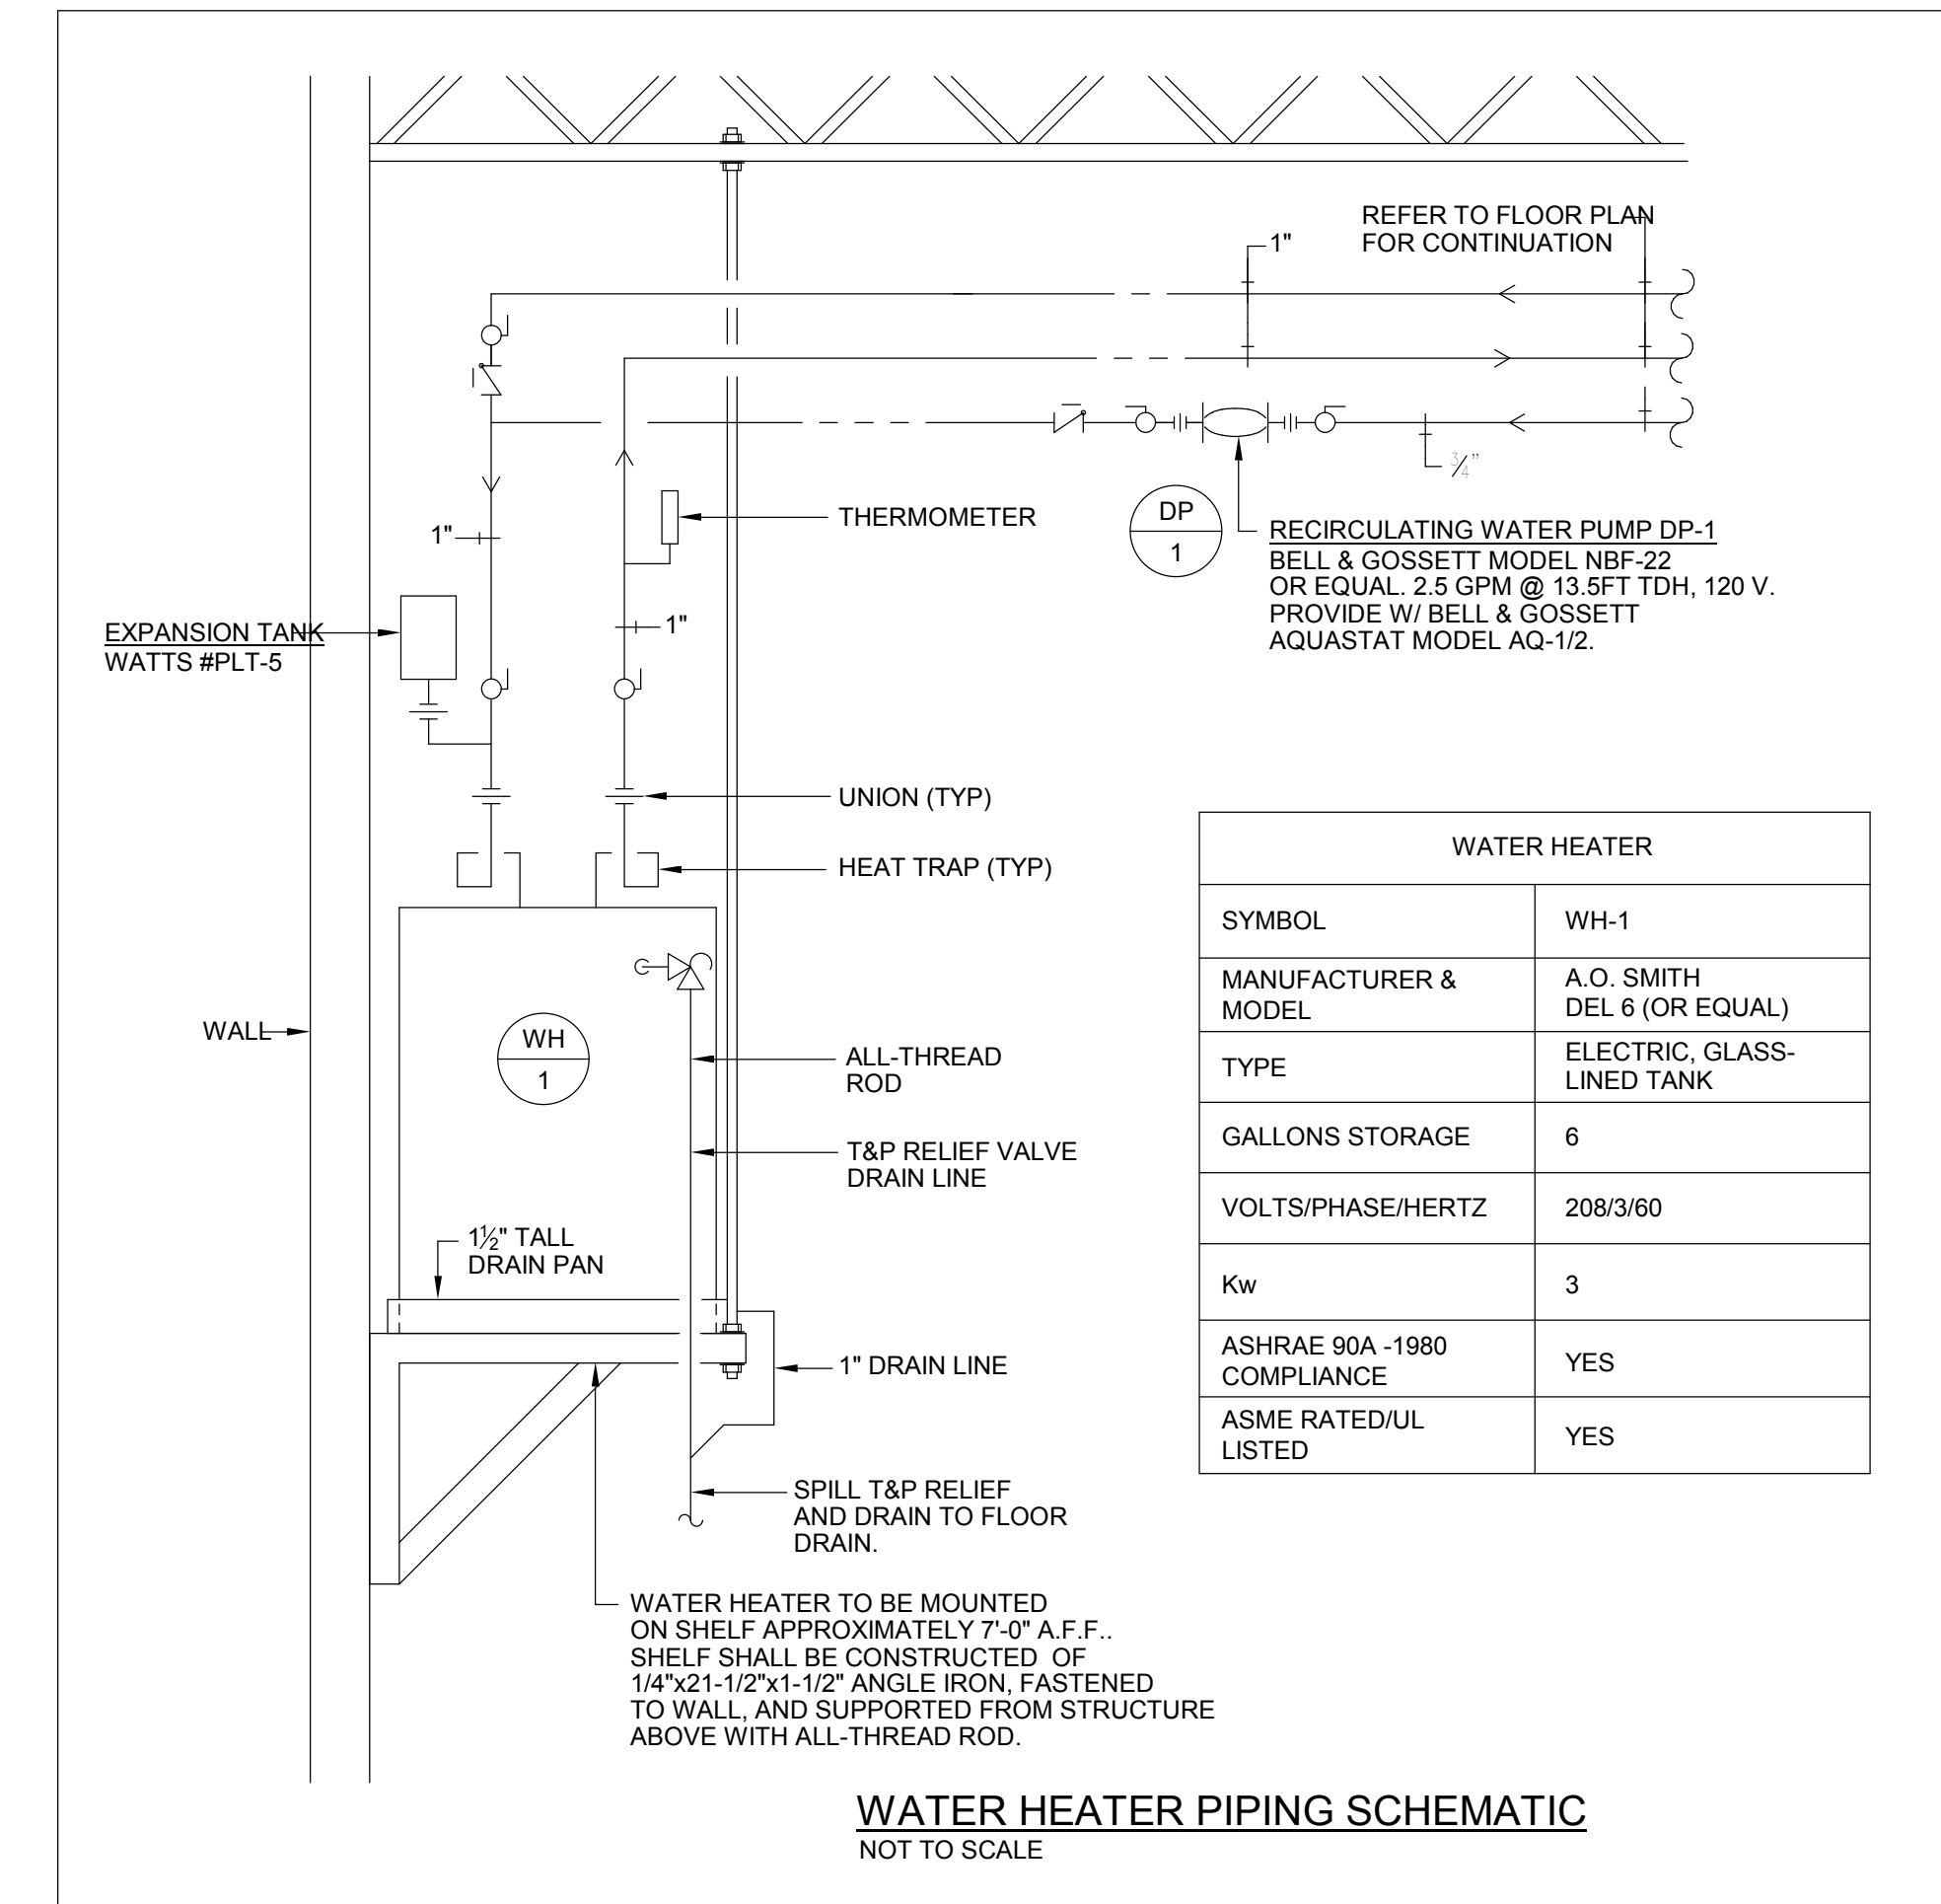 REFER TO FLOOR PLAN
FOR CONTINUATION
1"
3/4"
THERMOMETER
DP
1
RECIRCULATING WATER PUMP DP-1
BELL & GOSSETT MODEL NBF-22
OR EQUAL. 2.5 GPM @ 13.5FT TDH, 120 V.
PROVIDE W/ BELL & GOSSETT
AQUASTAT MODEL AQ-1/2.
1"
1"
EXPANSION TANK
WATTS #PLT-5
UNION (TYP)
HEAT TRAP (TYP)
WALL
WH
1
ALL-THREAD
ROD
T&P RELIEF VALVE
DRAIN LINE
1½" TALL
DRAIN PAN
1" DRAIN LINE
SPILL T&P RELIEF
AND DRAIN TO FLOOR
DRAIN.
WATER HEATER TO BE MOUNTED
ON SHELF APPROXIMATELY 7'-0" A.F.F..
SHELF SHALL BE CONSTRUCTED OF
1/4"x21-1/2"x1-1/2" ANGLE IRON, FASTENED
TO WALL, AND SUPPORTED FROM STRUCTURE
ABOVE WITH ALL-THREAD ROD.
WATER HEATER
SYMBOL WH-1
MANUFACTURER & A.O. SMITH
MODEL DEL 6 (OR EQUAL)
TYPE ELECTRIC, GLASS-
LINED TANK
GALLONS STORAGE 6
VOLTS/PHASE/HERTZ 208/3/60
Kw 3
ASHRAE 90A -1980
COMPLIANCE YES
ASME RATED/UL
LISTED YES
WATER HEATER PIPING SCHEMATIC
NOT TO SCALE